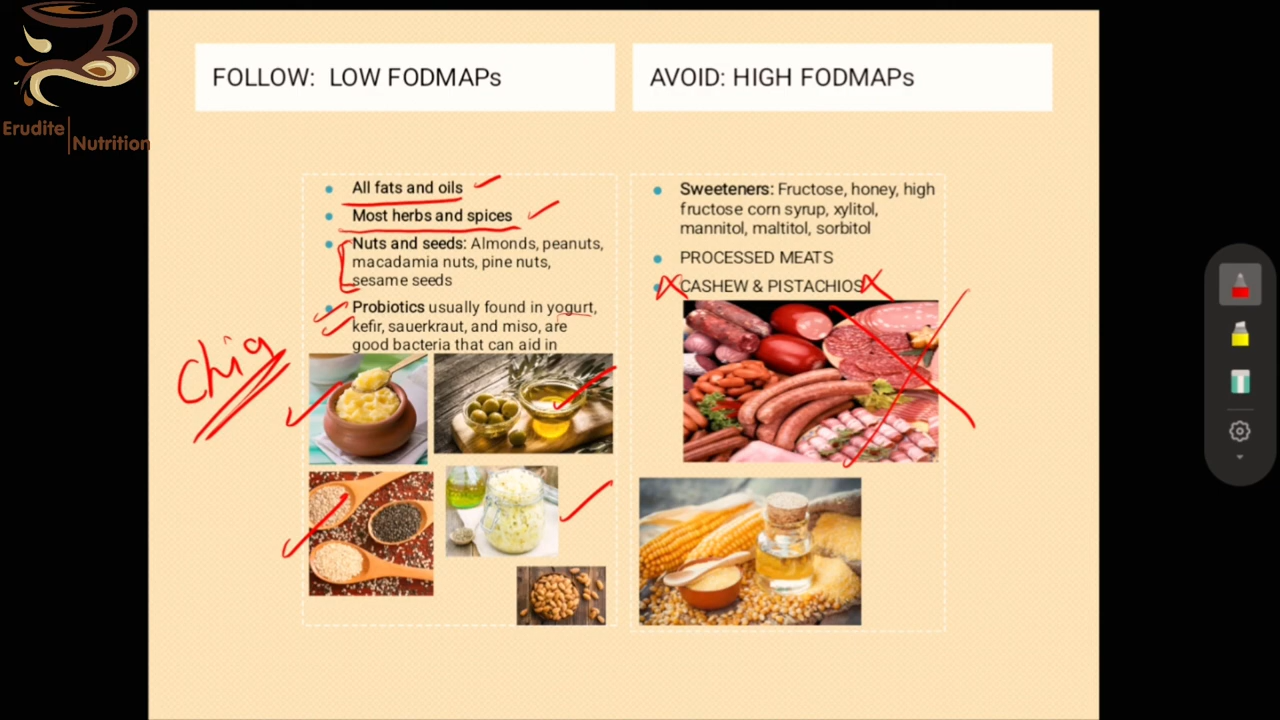 Erudite
Nutrition
FOLLOW: LOW FODMAPs
All fats and oils
Most herbs and spices
Nuts and seeds: Almonds, peanuts,
macadamia nuts, pine nuts,
sesame seeds
Probiotics usually found in yogurt,
kefir, sauerkraut, and miso, are
good bacteria that can aid in
Chia
AVOID: HIGH FODMAPs
Sweeteners: Fructose, honey, high
fructose corn syrup, xylitol,
mannitol, maltitol, sorbitol
PROCESSED MEATS
CASHEW & PISTACHIOS